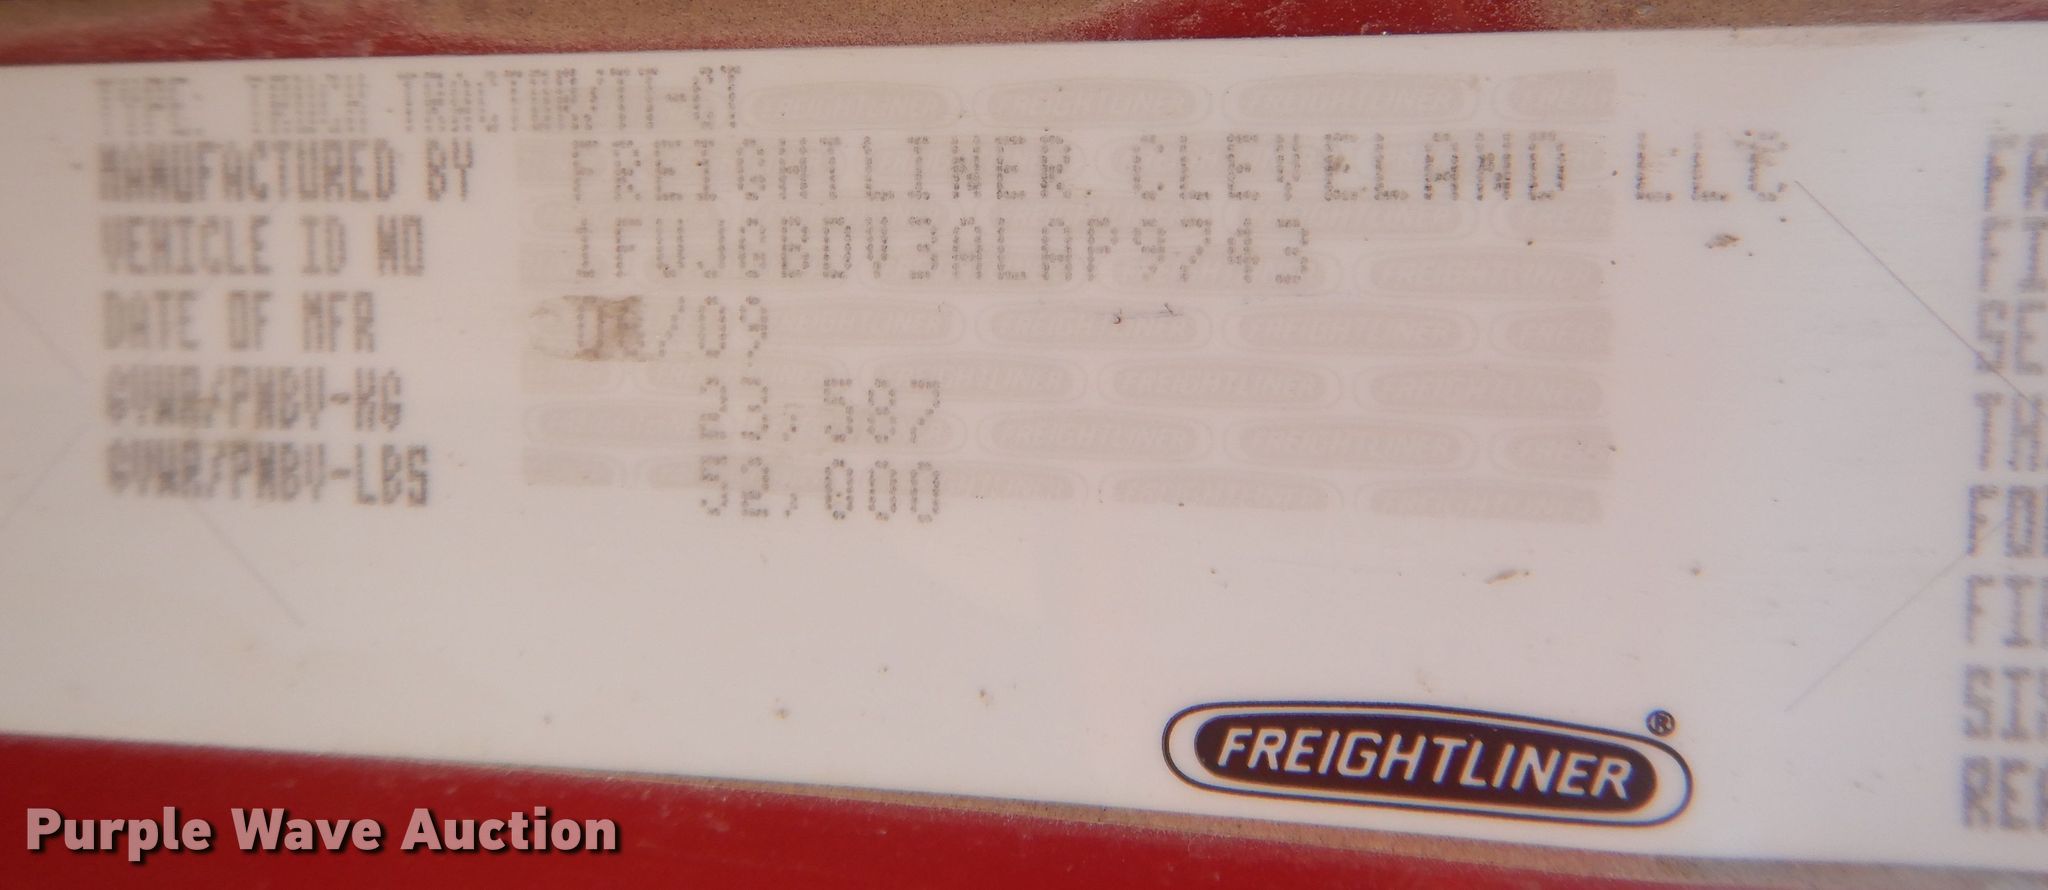 TYPE: TRUCK TRACTOR/TT-CT
MANUFACTURED BY FREIGHTLINER CLEVELAND LLC
VEHICLE ID NO 1FUJGBDV3ALAP9743
DATE OF MFR /09
GVWR/PNBV-KG 23,587
GVWR/PNBV-LBS 52,000
FREIGHTLINER®
Purple Wave Auction